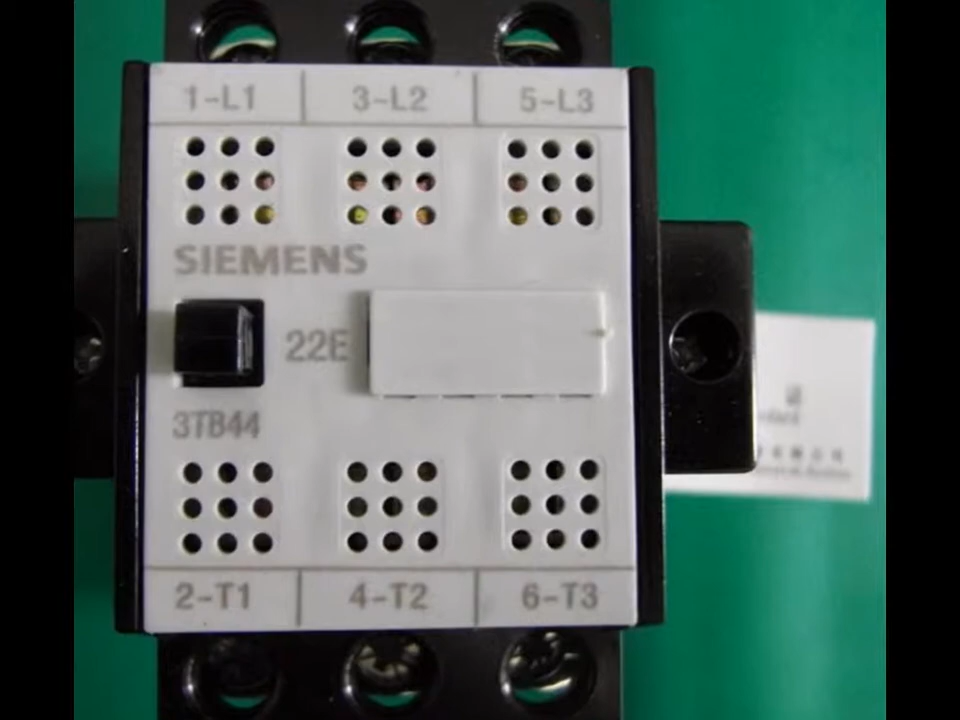 1-L1 3-L2 5-L3
SIEMENS
22E
3TB44
2-T1 4-T2 6-T3